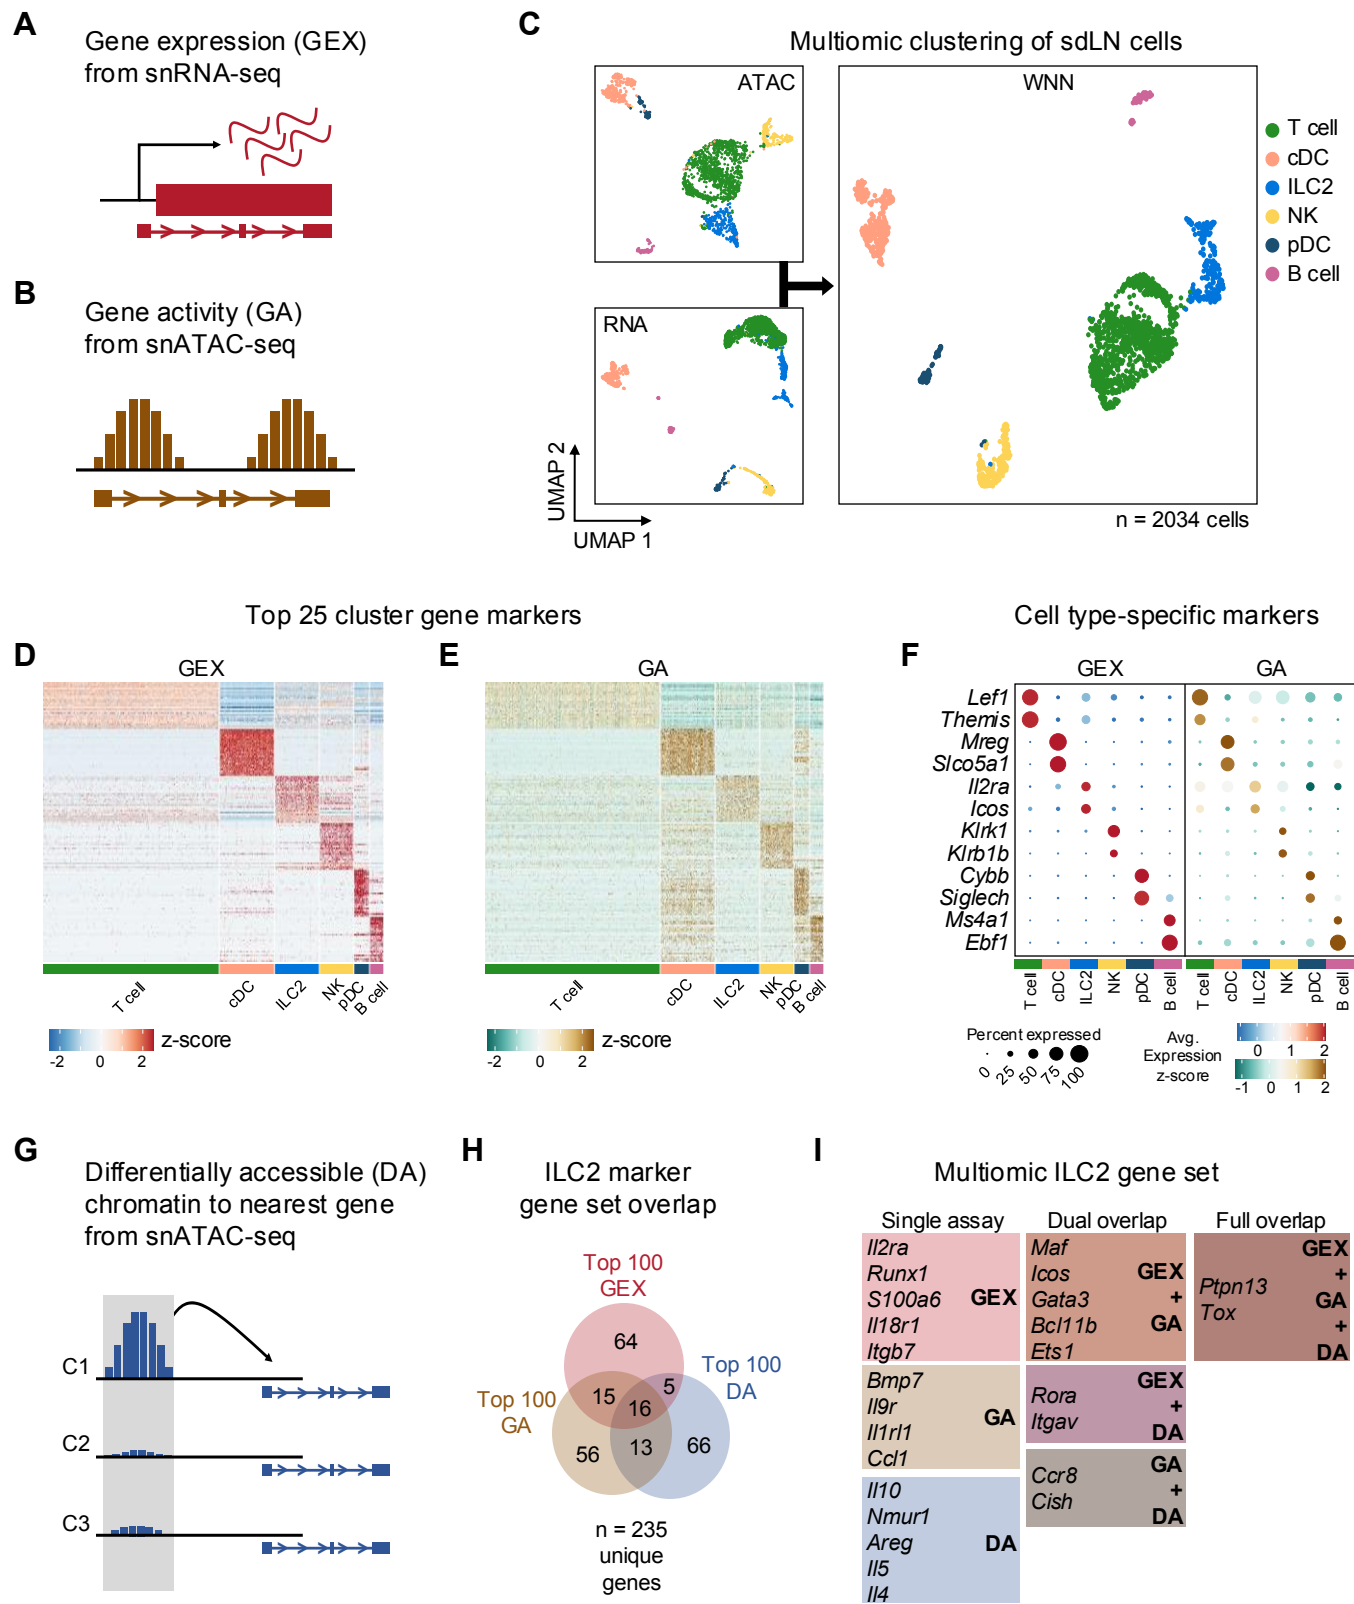 A
Gene expression (GEX)
from snRNA-seq
B
Gene activity (GA)
from snATAC-seq
C
Multiomic clustering of sdLN cells
ATAC
WNN
RNA
T cell
cDC
ILC2
NK
pDC
B cell
UMAP 2
UMAP 1
n = 2034 cells
Top 25 cluster gene markers
D
GEX
T cell
cDC
ILC2
NK
pDC
B cell
-2 0 2 z-score
E
GA
T cell
cDC
ILC2
NK
pDC
B cell
-2 0 2 z-score
Cell type-specific markers
F
GEX GA
Lef1
Themis
Mreg
Slco5a1
Il2ra
Icos
Klrk1
Klrb1b
Cybb
Siglech
Ms4a1
Ebf1
T cell cDC ILC2 NK pDC B cell T cell cDC ILC2 NK pDC B cell
Percent expressed
0 25 50 75 100
Avg.
Expression
z-score
0 1 2
-1 0 1 2
G
Differentially accessible (DA)
chromatin to nearest gene
from snATAC-seq
C1
C2
C3
H
ILC2 marker
gene set overlap
Top 100
GEX
Top 100
DA
Top 100
GA
64
15
5
16
56
13
66
n = 235
unique
genes
I
Multiomic ILC2 gene set
Single assay
Il2ra
Runx1
S100a6
Il18r1
Itgb7
GEX
Bmp7
Il9r
Il1rl1
Ccl1
GA
Il10
Nmur1
Areg
Il5
Il4
DA
Dual overlap
Maf
Icos
Gata3
Bcl11b
Ets1
GEX
+
GA
Rora
Itgav
GEX
+
DA
Ccr8
Cish
GA
+
DA
Full overlap
Ptpn13
Tox
GEX
+
GA
+
DA